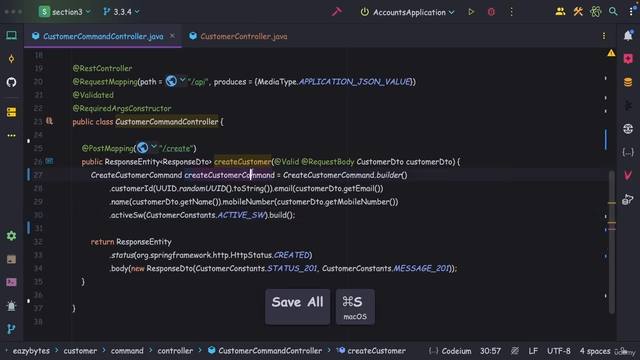 section3
3.3.4
AccountsApplication
CustomerCommandController.java
CustomerController.java
18
19 @RestController
20 @RequestMapping(path = "/api", produces = {MediaType.APPLICATION_JSON_VALUE})
21 @Validated
22 @RequiredArgsConstructor
23 public class CustomerCommandController {
24
25 @PostMapping("/create")
26 public ResponseEntity<ResponseDto> createCustomer(@Valid @RequestBody CustomerDto customerDto) {
27 CreateCustomerCommand createCustomerCommand = CreateCustomerCommand.builder()
28 .customerId(UUID.randomUUID().toString()).email(customerDto.getEmail())
29 .name(customerDto.getName()).mobileNumber(customerDto.getMobileNumber())
30 .activeSw(CustomerConstants.ACTIVE_SW).build();
31
32 return ResponseEntity
33 .status(org.springframework.http.HttpStatus.CREATED)
34 .body(new ResponseDto(CustomerConstants.STATUS_201, CustomerConstants.MESSAGE_201));
35 }
36
37 }
38
Save All ⌘S
macOS
eazybytes > customer > command > controller > CustomerCommandController > createCustomer
Codeium 30:57 LF UTF-8 4 spaces